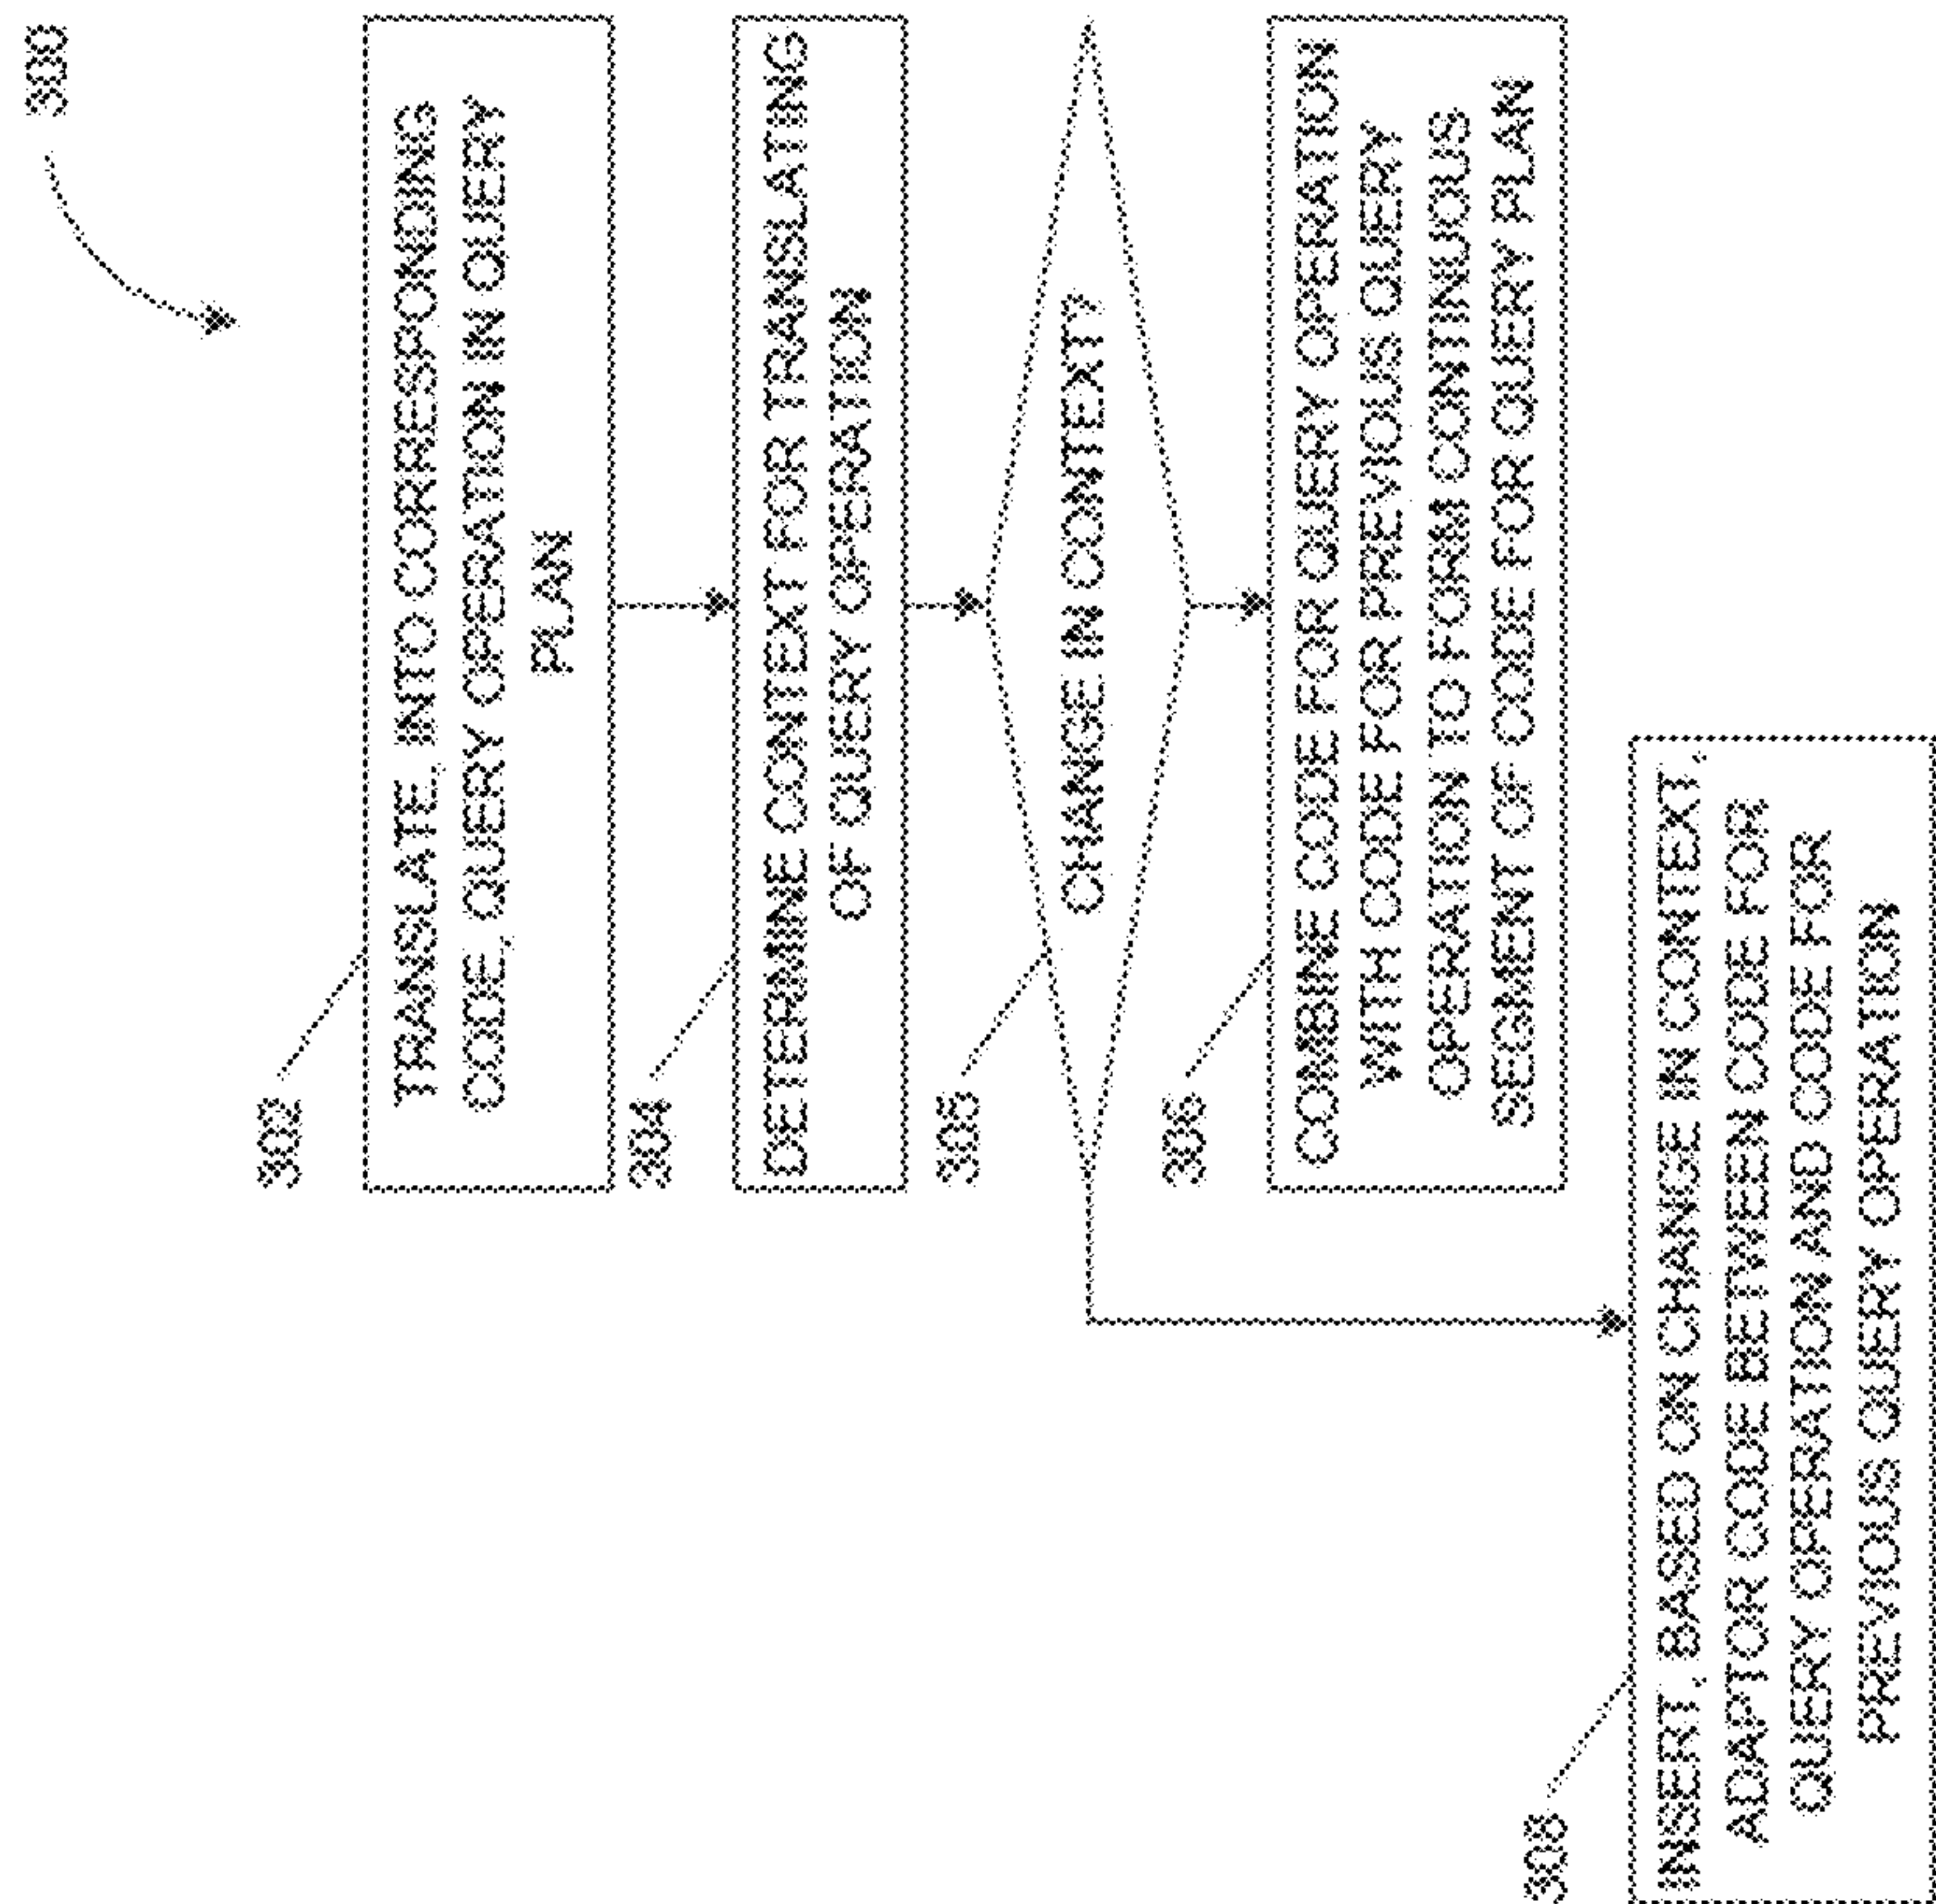 300
302
TRANSLATE, INTO CORRESPONDING
CODE, QUERY OPERATION IN QUERY
PLAN
304
DETERMINE CONTEXT FOR TRANSLATING
OF QUERY OPERATION
305
CHANGE IN CONTEXT
306
COMBINE CODE FOR QUERY OPERATION
WITH CODE FOR PREVIOUS QUERY
OPERATION TO FORM CONTINUOUS
SEGMENT OF CODE FOR QUERY PLAN
308
INSERT, BASED ON CHANGE IN CONTEXT,
ADAPTOR CODE BETWEEN CODE FOR
QUERY OPERATION AND CODE FOR
PREVIOUS QUERY OPERATION